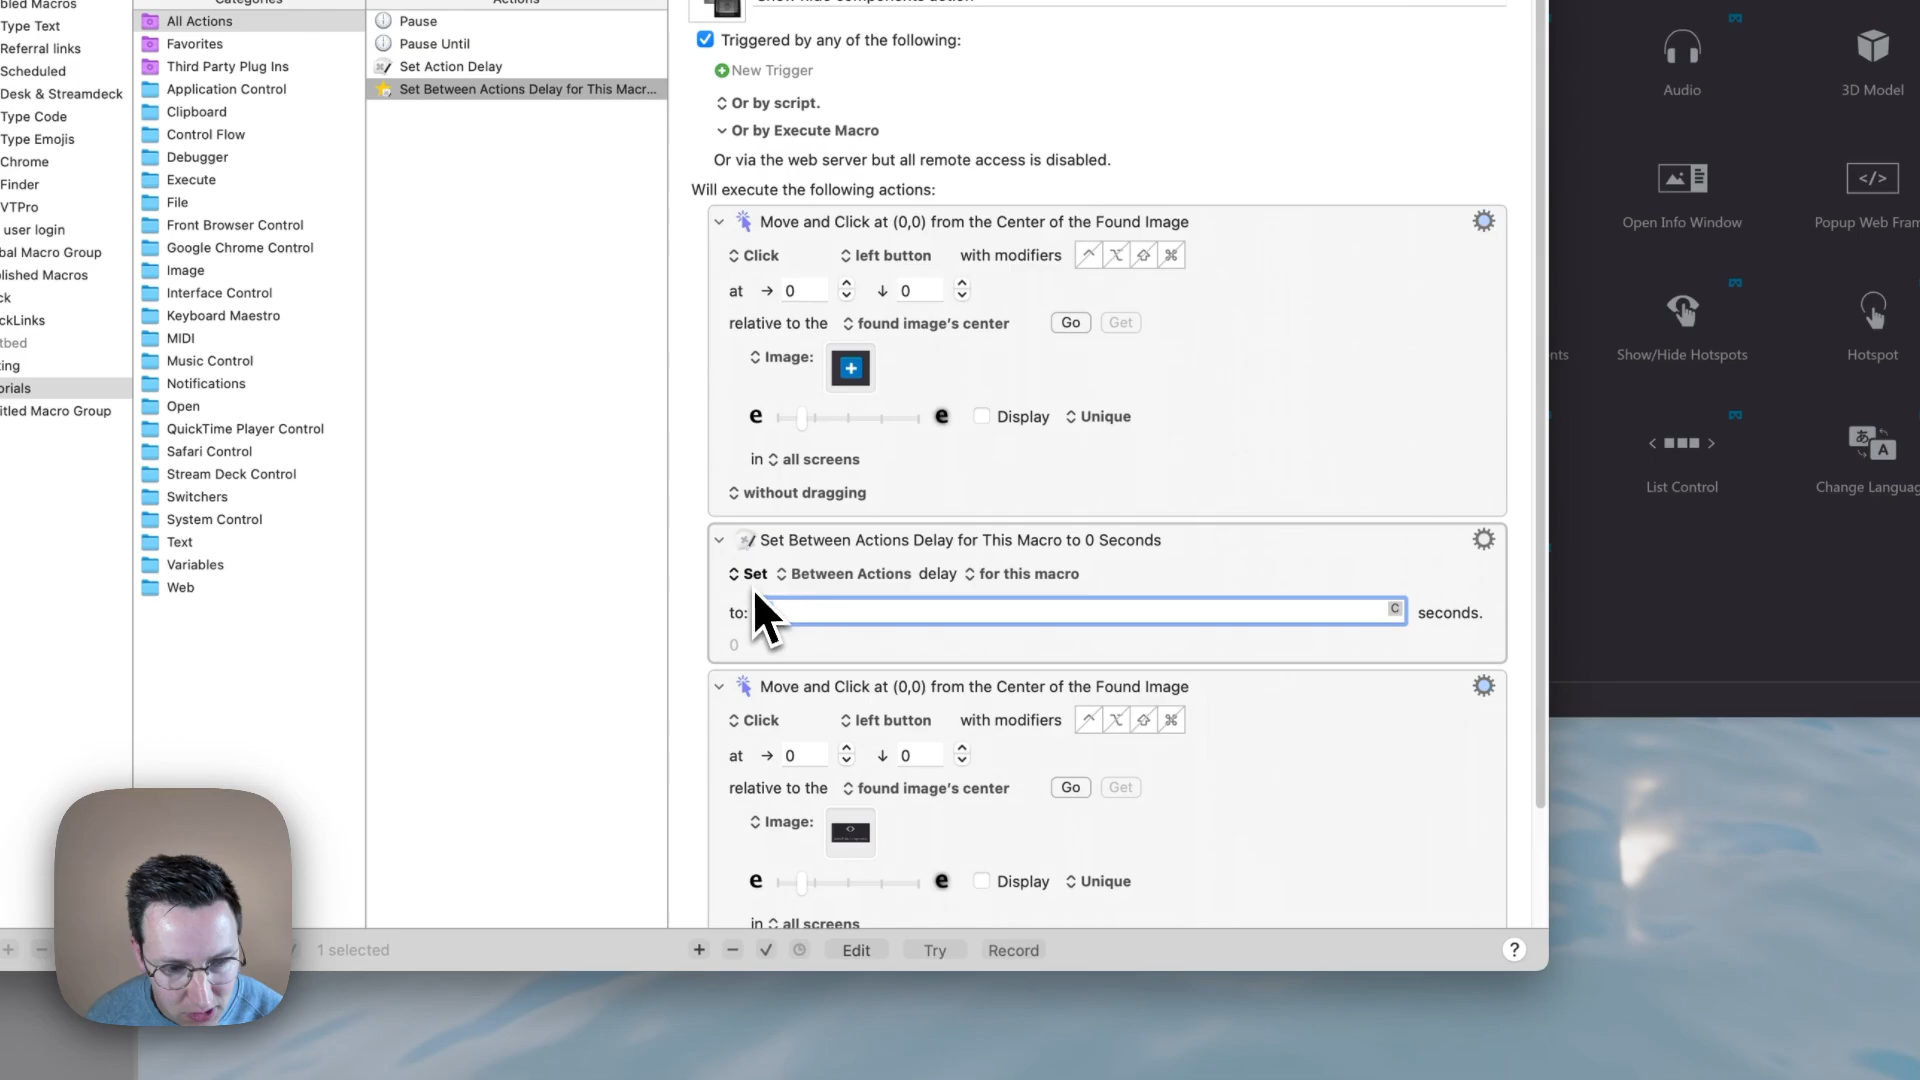 Type Text
Referral links
Scheduled
Desk & Streamdeck
Type Code
Type Emojis
Chrome
Finder
VTPro
user login
bal Macro Group
blished Macros
ck
ckLinks
tbed
ting
orials
itled Macro Group
All Actions
Favorites
Third Party Plug Ins
Application Control
Clipboard
Control Flow
Debugger
Execute
File
Front Browser Control
Google Chrome Control
Image
Interface Control
Keyboard Maestro
MIDI
Music Control
Notifications
Open
QuickTime Player Control
Safari Control
Stream Deck Control
Switchers
System Control
Text
Variables
Web
Pause
Pause Until
Set Action Delay
Set Between Actions Delay for This Macr...
Triggered by any of the following:
New Trigger
Or by script.
Or by Execute Macro
Or via the web server but all remote access is disabled.
Will execute the following actions:
Move and Click at (0,0) from the Center of the Found Image
Click left button with modifiers
at 0 0
relative to the found image's center Go Get
Image:
e e Display Unique
in all screens
without dragging
Set Between Actions Delay for This Macro to 0 Seconds
Set Between Actions delay for this macro
to: C seconds.
0
Move and Click at (0,0) from the Center of the Found Image
Click left button with modifiers
at 0 0
relative to the found image's center Go Get
Image:
e e Display Unique
in all screens
1 selected
Edit Try Record ?
Audio 3D Model
Open Info Window Popup Web Fram
nts Show/Hide Hotspots Hotspot
List Control Change Languag